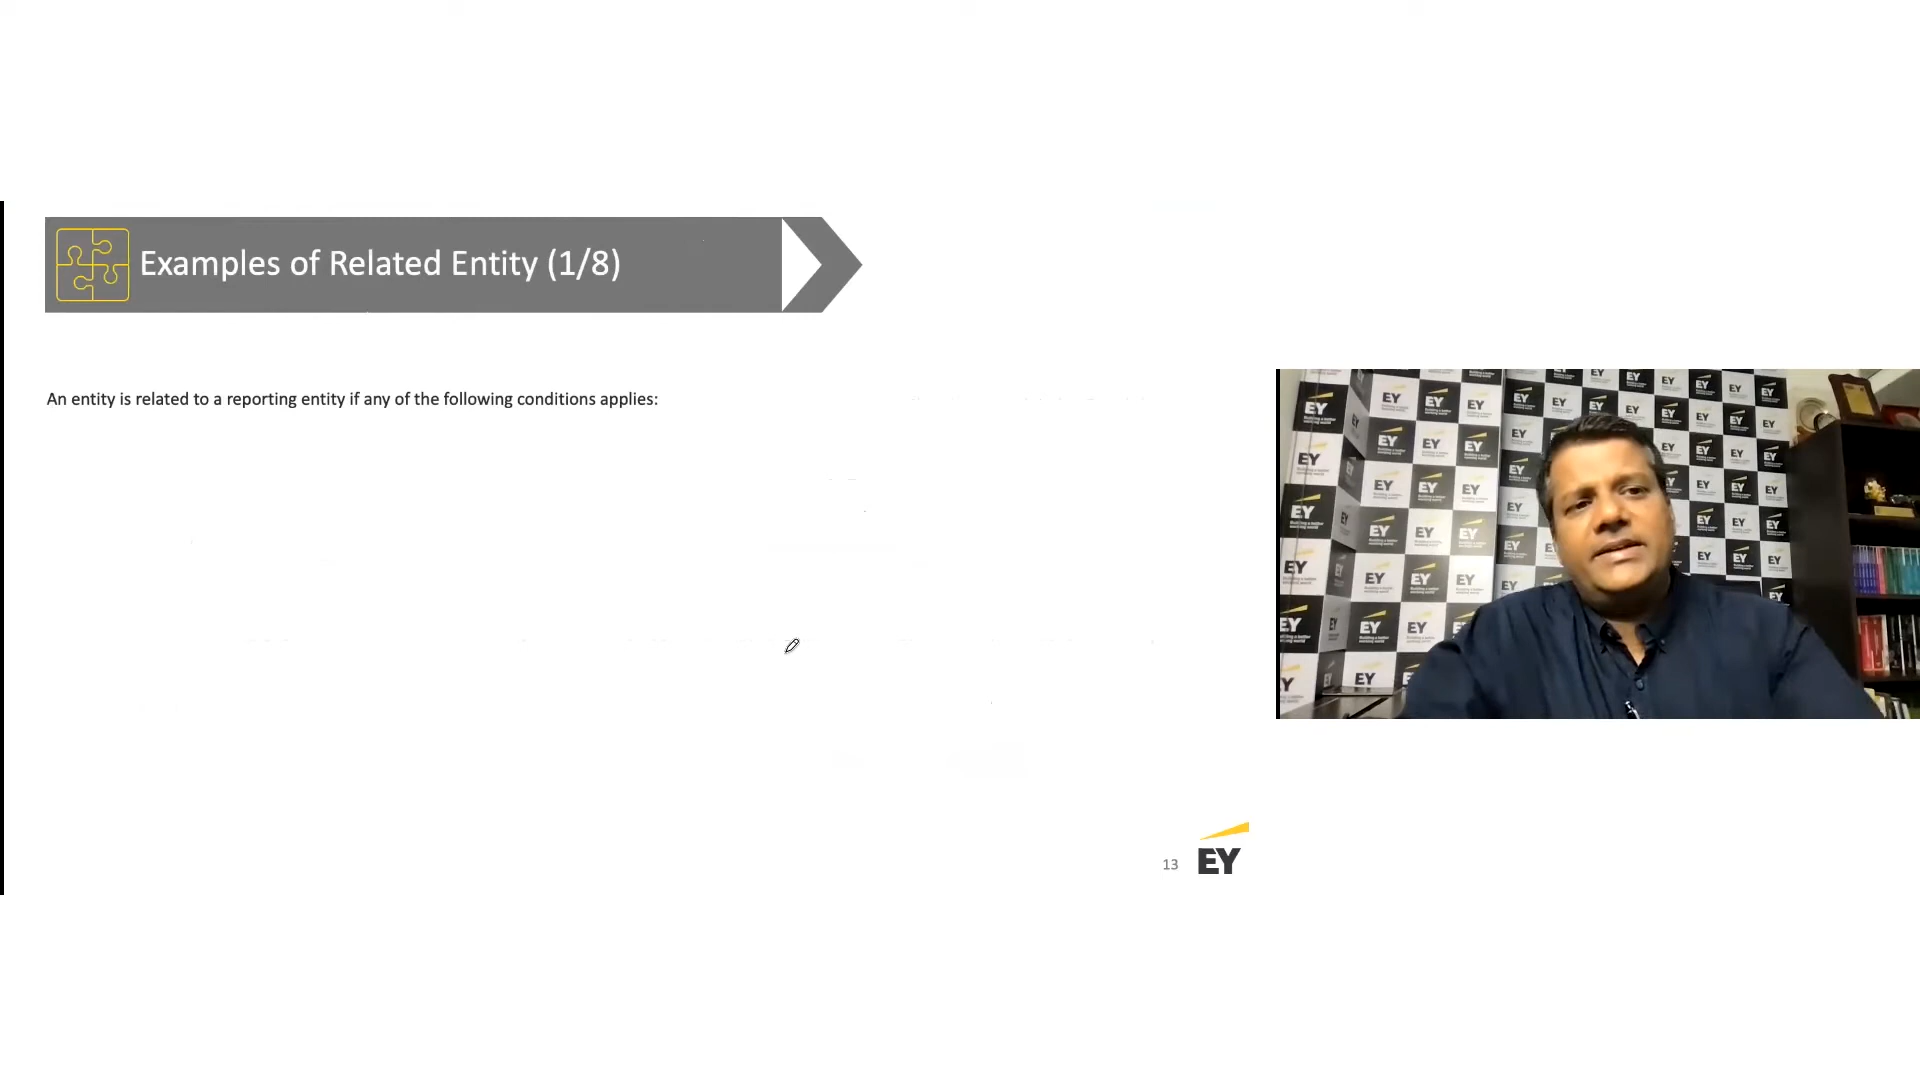 Examples of Related Entity (1/8)
An entity is related to a reporting entity if any of the following conditions applies:
13
EY